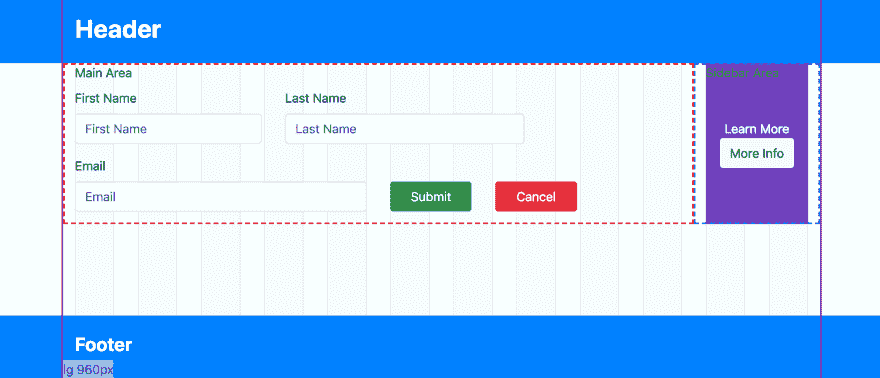 Header
Main Area
Sidebar Area
First Name
Last Name
First Name
Last Name
Learn More
More Info
Email
Email
Submit
Cancel
Footer
lg 960px